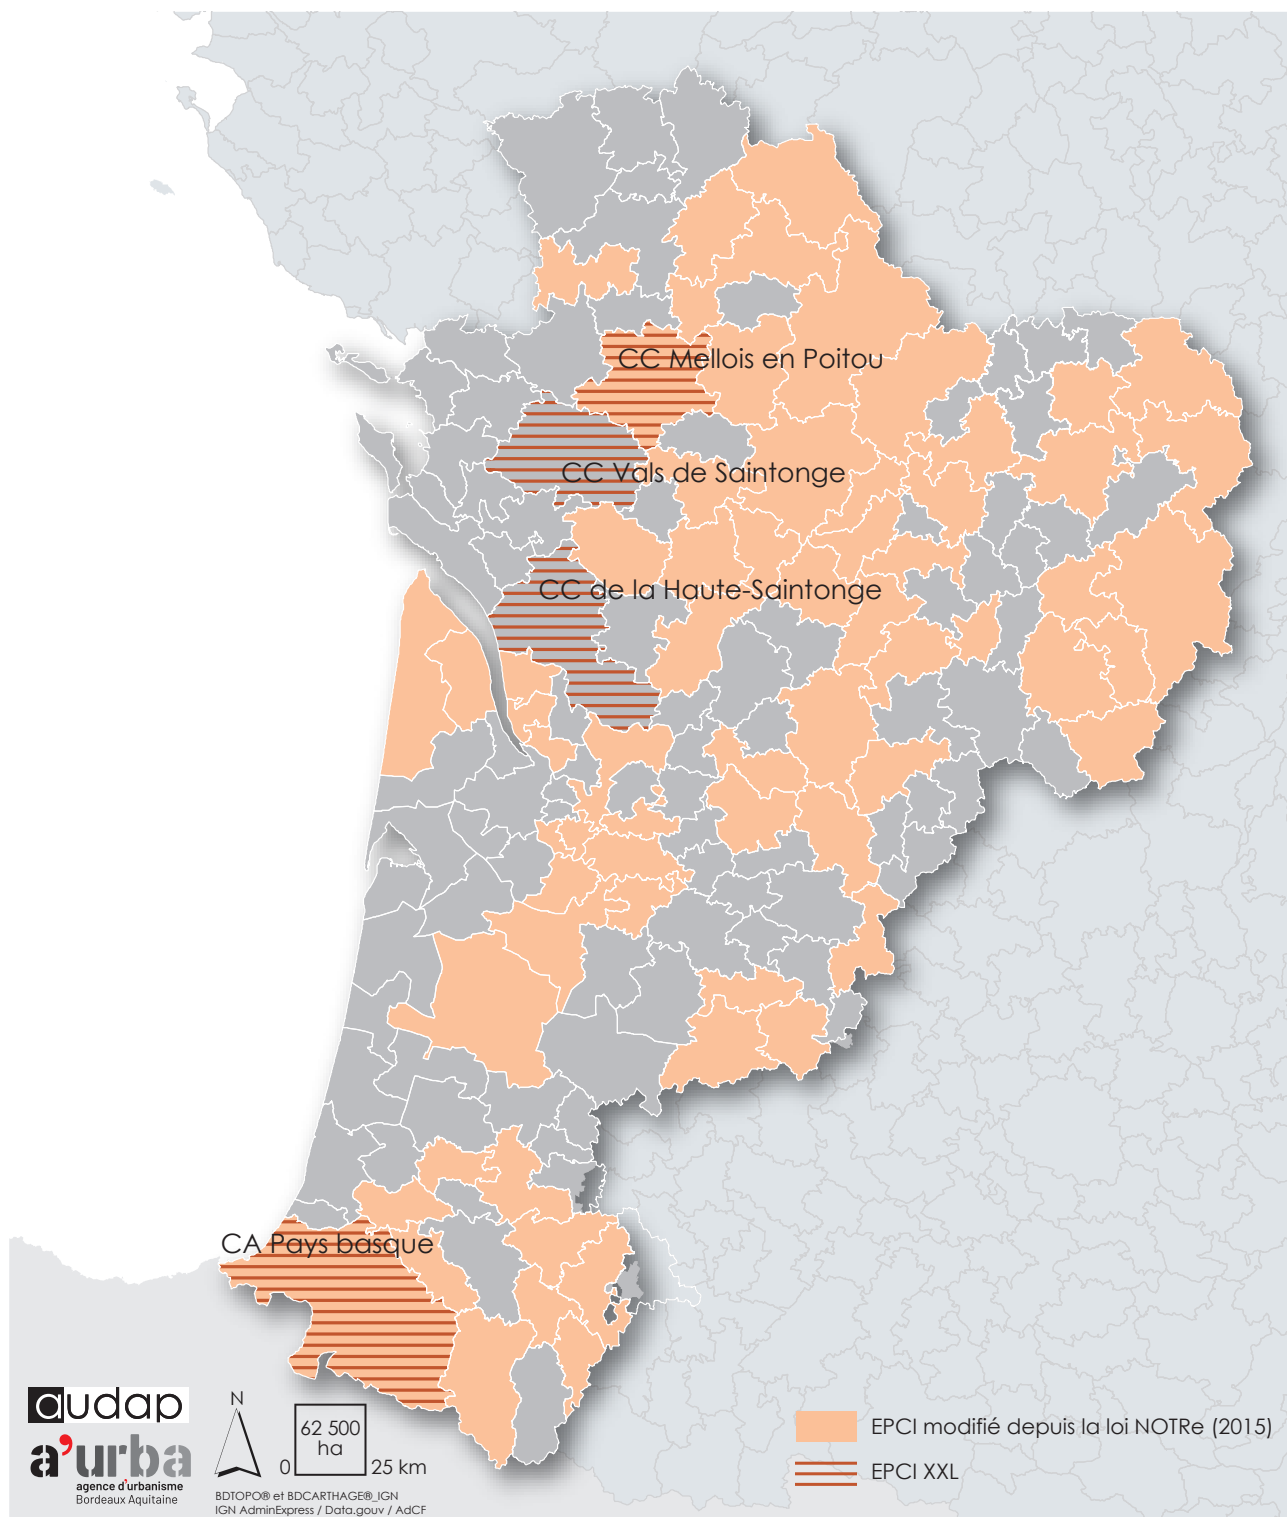 CC Mellois en Poitou
CC Vals de Saintonge
CC de la Haute-Saintonge
CA Pays basque
audap
a'urba
agence d'urbanisme
Bordeaux Aquitaine
N
62 500
ha
0
25 km
BDTOPO® et BDCARTHAGE®_IGN
IGN AdminExpress / Data.gouv / AdCF
EPCI modifié depuis la loi NOTRe (2015)
EPCI XXL